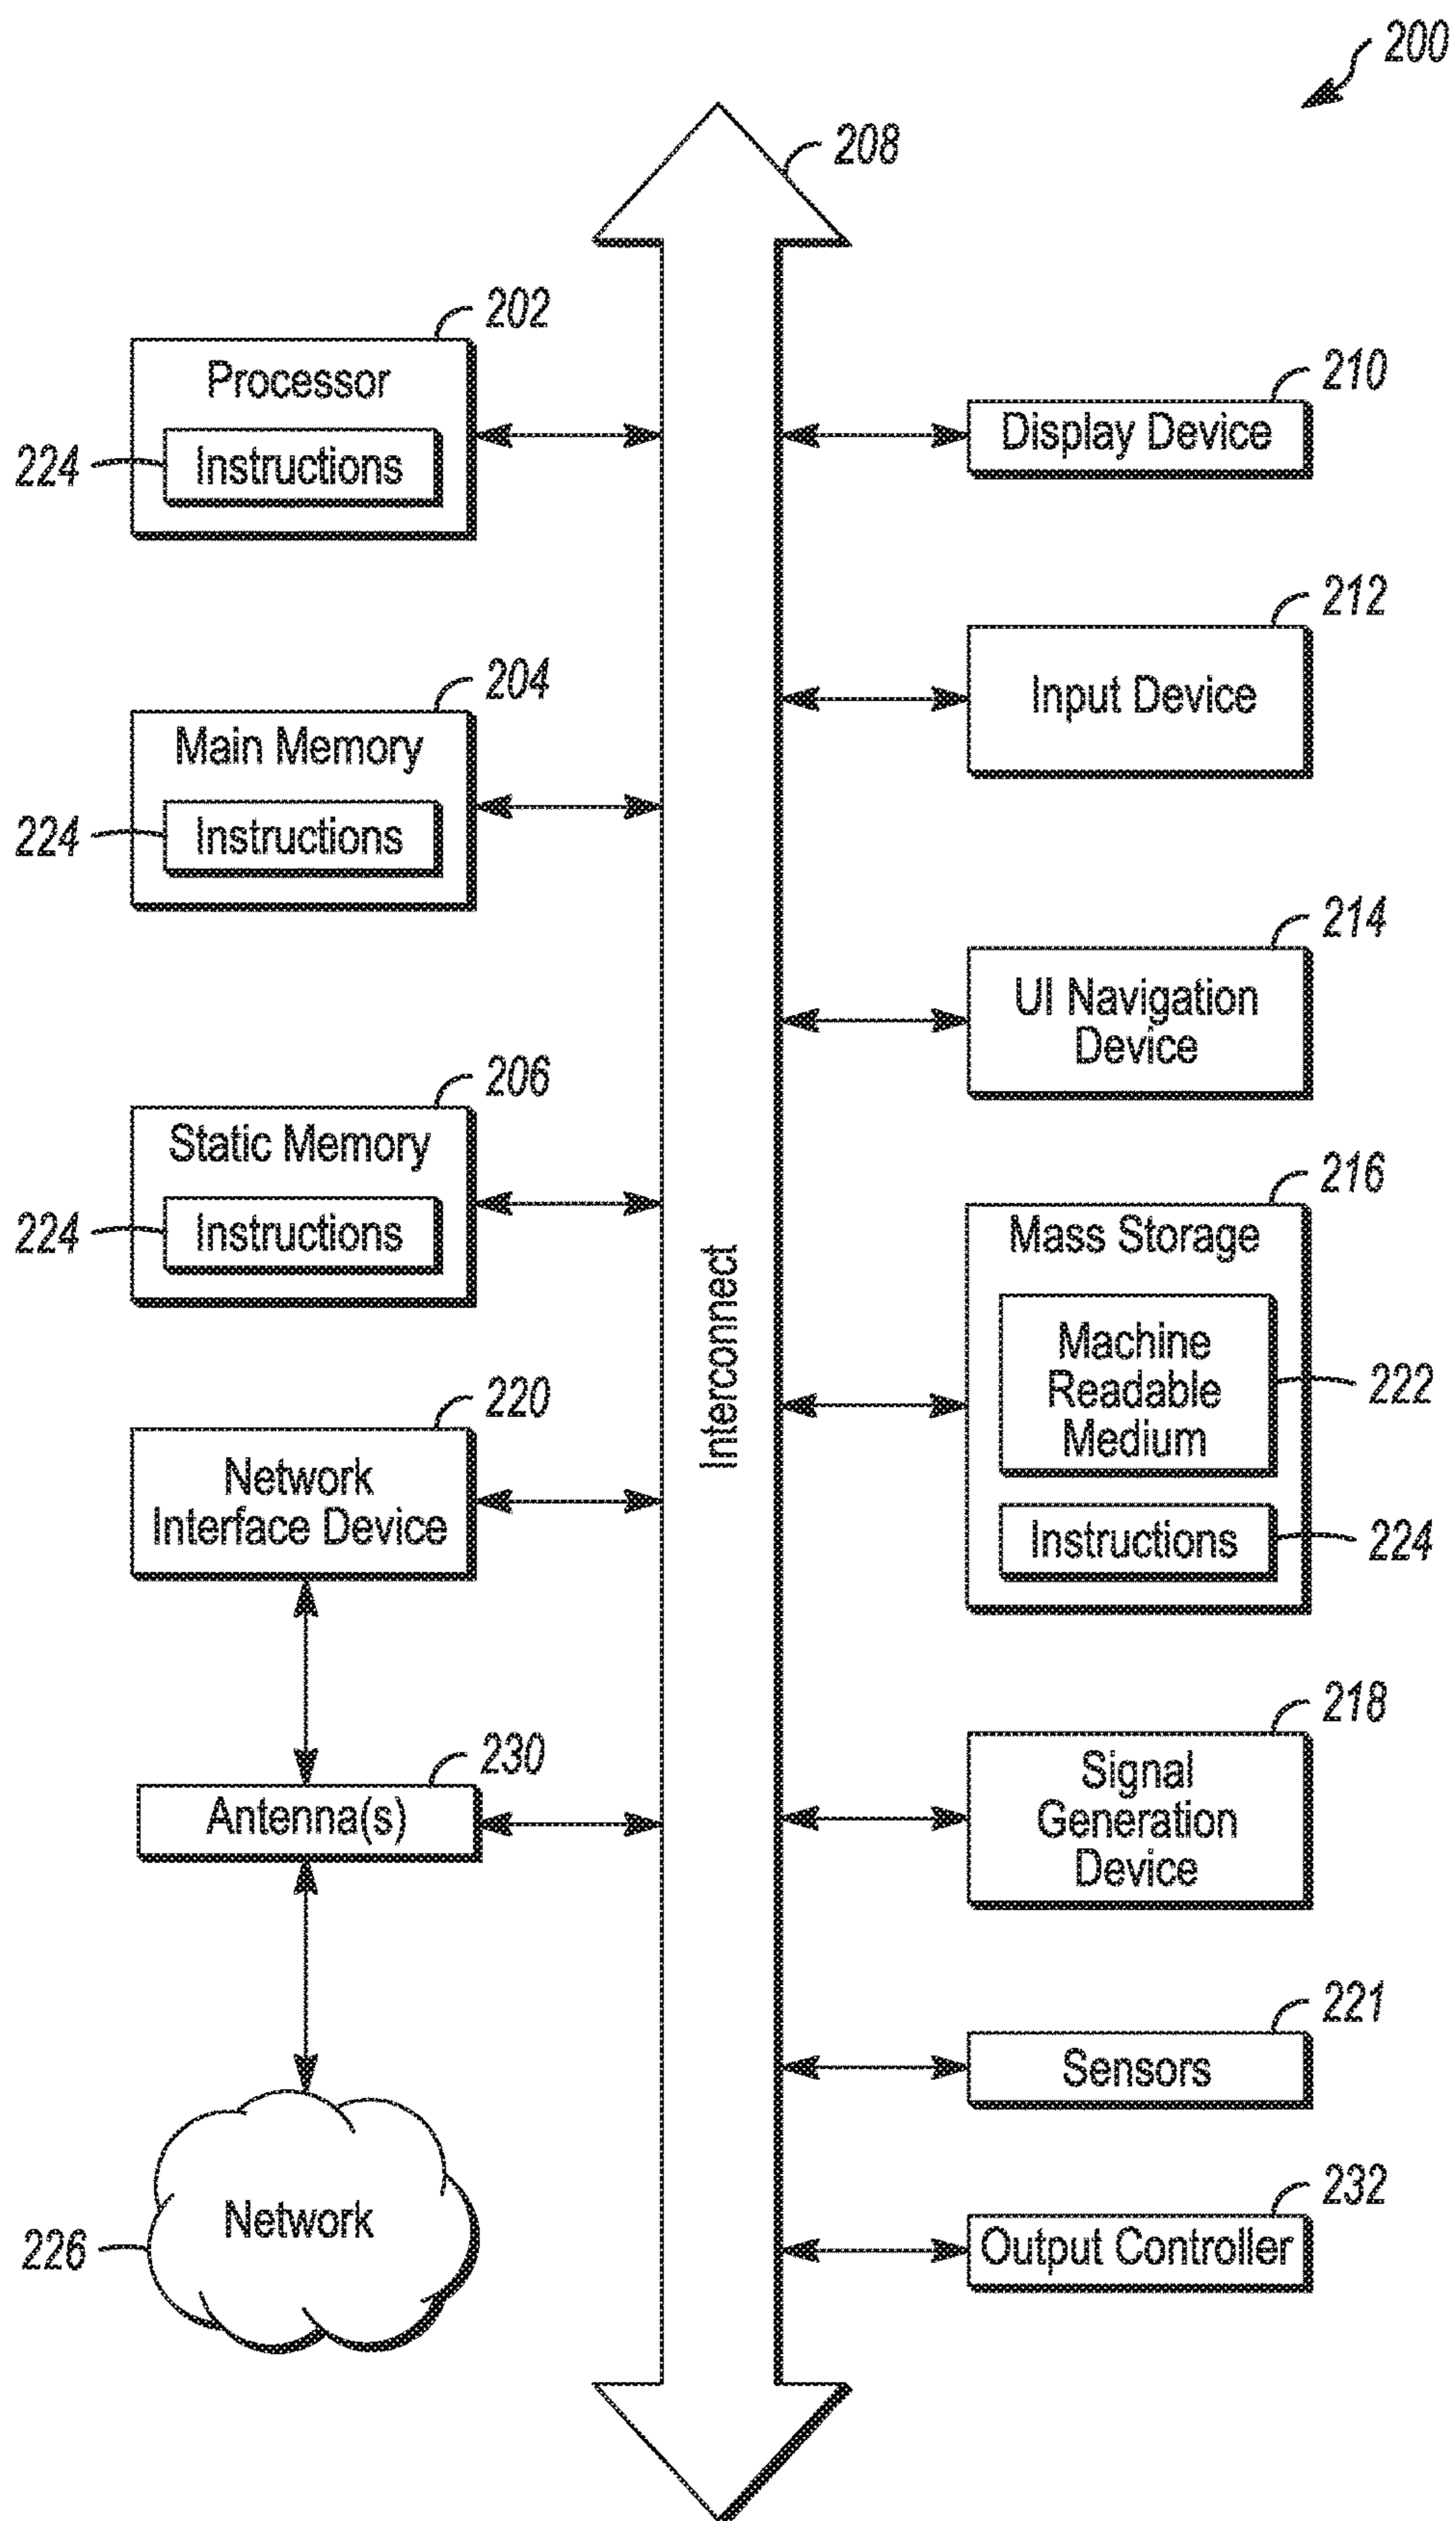 200
208
202
Processor
224
Instructions
204
Main Memory
224
Instructions
206
Static Memory
224
Instructions
220
Network
Interface Device
230
Antenna(s)
Network
226
Interconnect
210
Display Device
212
Input Device
214
UI Navigation
Device
216
Mass Storage
Machine
Readable
Medium
222
Instructions
224
218
Signal
Generation
Device
221
Sensors
232
Output Controller